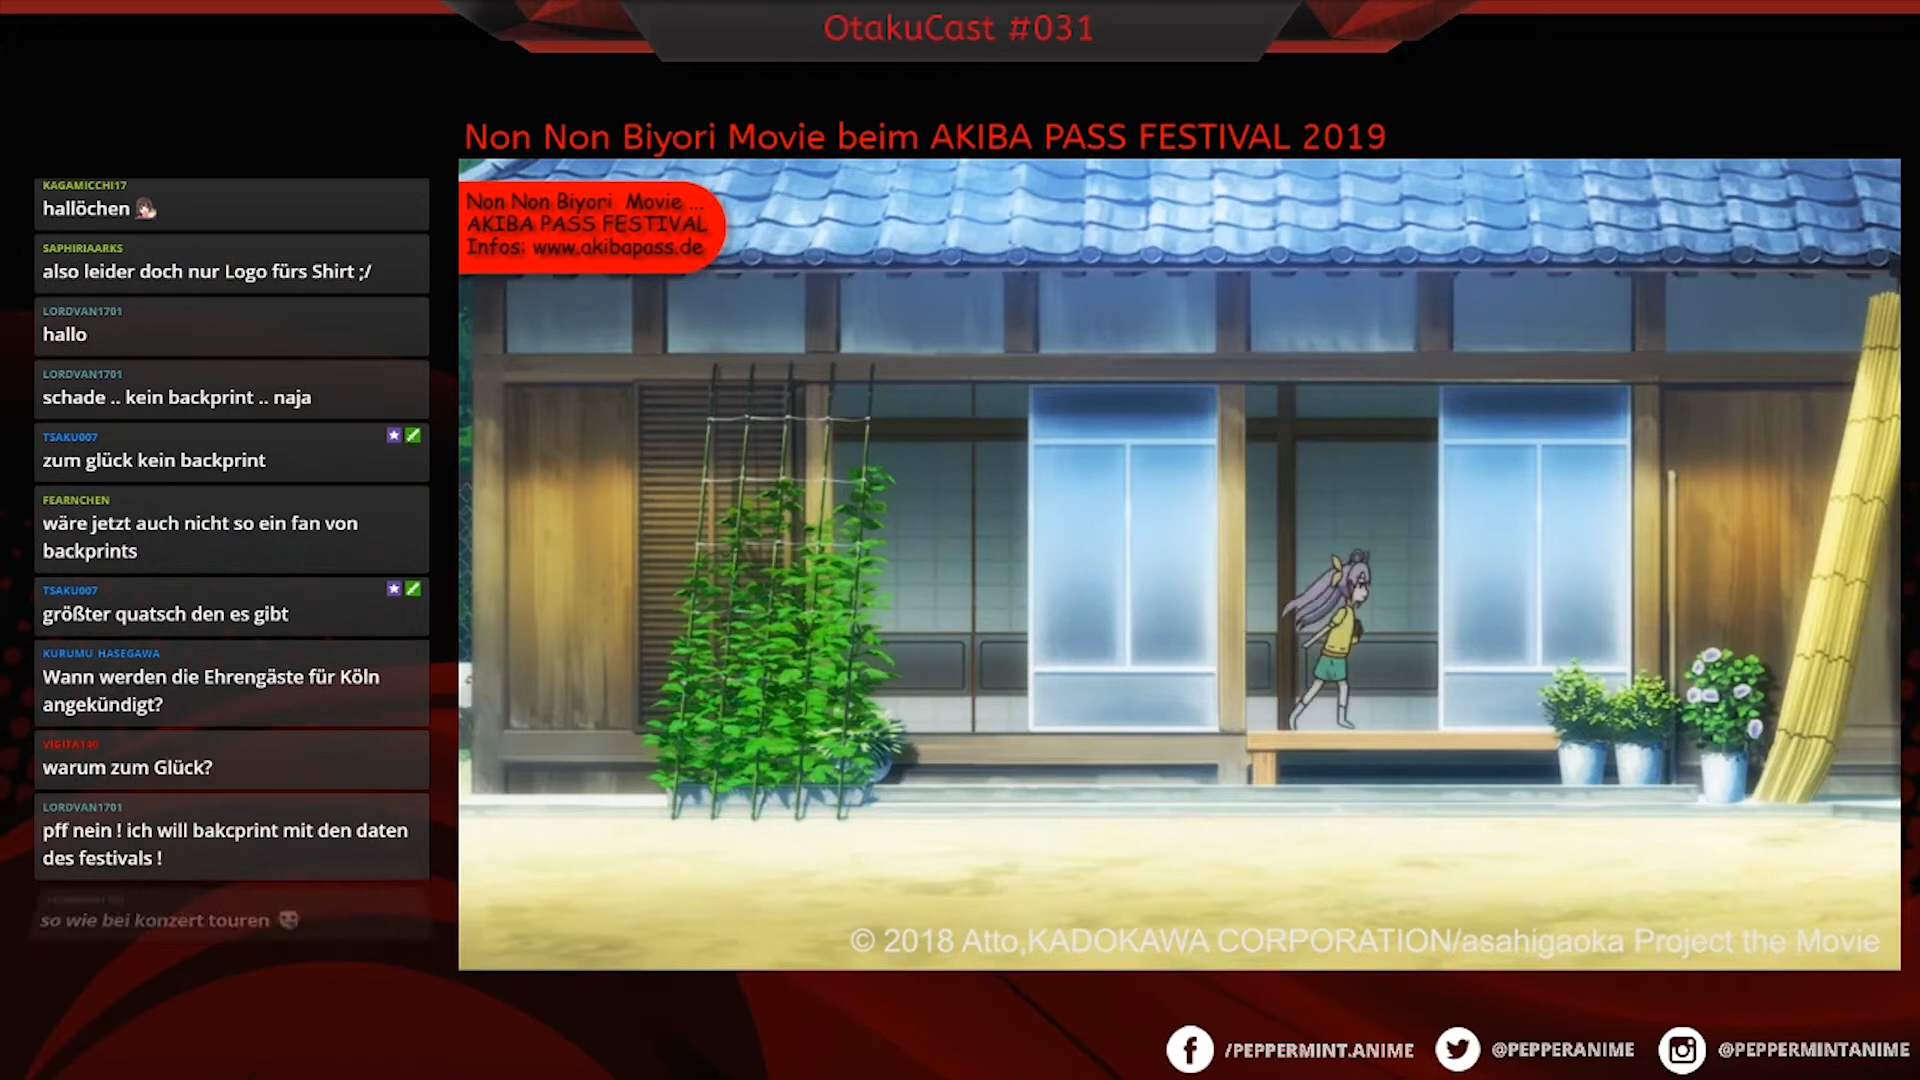 OtakuCast #031
Non Non Biyori Movie beim AKIBA PASS FESTIVAL 2019
Non Non Biyori Movie ...
AKIBA PASS FESTIVAL
Infos: www.akibapass.de
KAGAMICCHI17
hallöchen
SAPHIRIAARKS
also leider doch nur Logo fürs Shirt ;/
LORDVAN1701
hallo
LORDVAN1701
schade .. kein backprint .. naja
TSAKU007
zum glück kein backprint
FEARNCHEN
wäre jetzt auch nicht so ein fan von
backprints
TSAKU007
größter quatsch den es gibt
KURUMU_HASEGAWA
Wann werden die Ehrengäste für Köln
angekündigt?
VIGITA140
warum zum Glück?
LORDVAN1701
pff nein ! ich will bakcprint mit den daten
des festivals !
so wie bei konzert touren
© 2018 Atto,KADOKAWA CORPORATION/asahigaoka Project the Movie
/PEPPERMINT.ANIME
@PEPPERANIME
@PEPPERMINTANIME